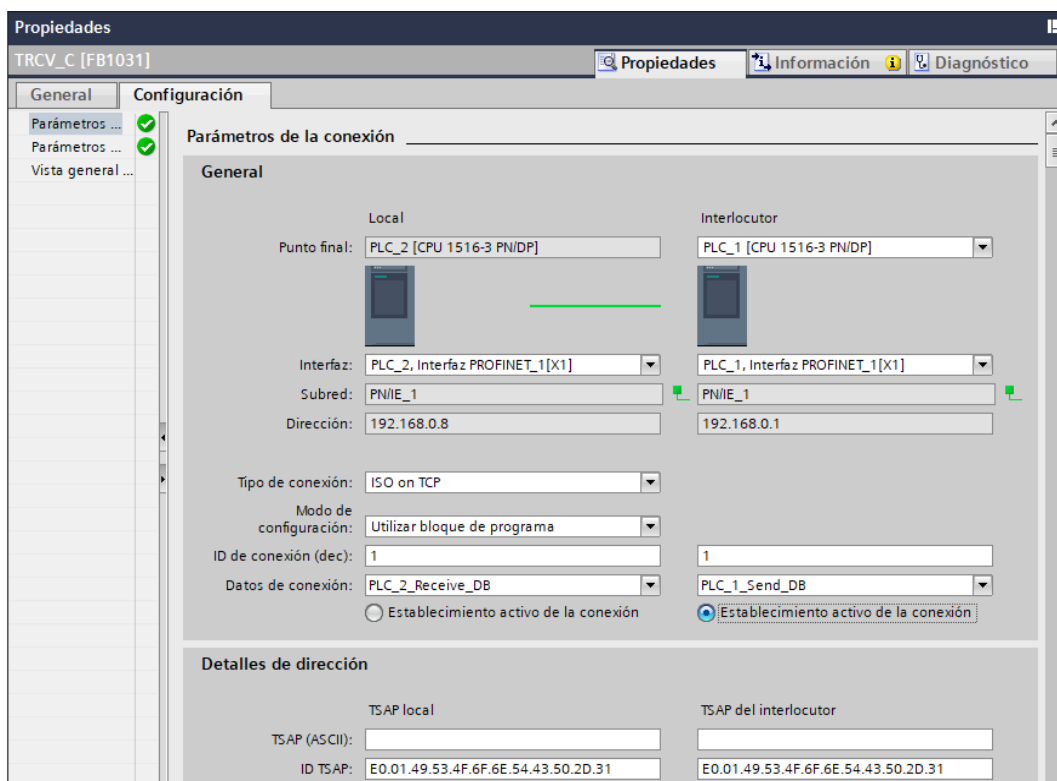 Propiedades
TRCV_C [FB1031]
Propiedades Información Diagnóstico
General Configuración
Parámetros ...
Parámetros ...
Vista general ...
Parámetros de la conexión
General
Local Interlocutor
Punto final: PLC_2 [CPU 1516-3 PN/DP] PLC_1 [CPU 1516-3 PN/DP]
Interfaz: PLC_2, Interfaz PROFINET_1[X1] PLC_1, Interfaz PROFINET_1[X1]
Subred: PN/IE_1 PN/IE_1
Dirección: 192.168.0.8 192.168.0.1
Tipo de conexión: ISO on TCP
Modo de
configuración: Utilizar bloque de programa
ID de conexión (dec): 1 1
Datos de conexión: PLC_2_Receive_DB PLC_1_Send_DB
Establecimiento activo de la conexión Establecimiento activo de la conexión
Detalles de dirección
TSAP local TSAP del interlocutor
TSAP (ASCII):
ID TSAP: E0.01.49.53.4F.6F.6E.54.43.50.2D.31 E0.01.49.53.4F.6F.6E.54.43.50.2D.31